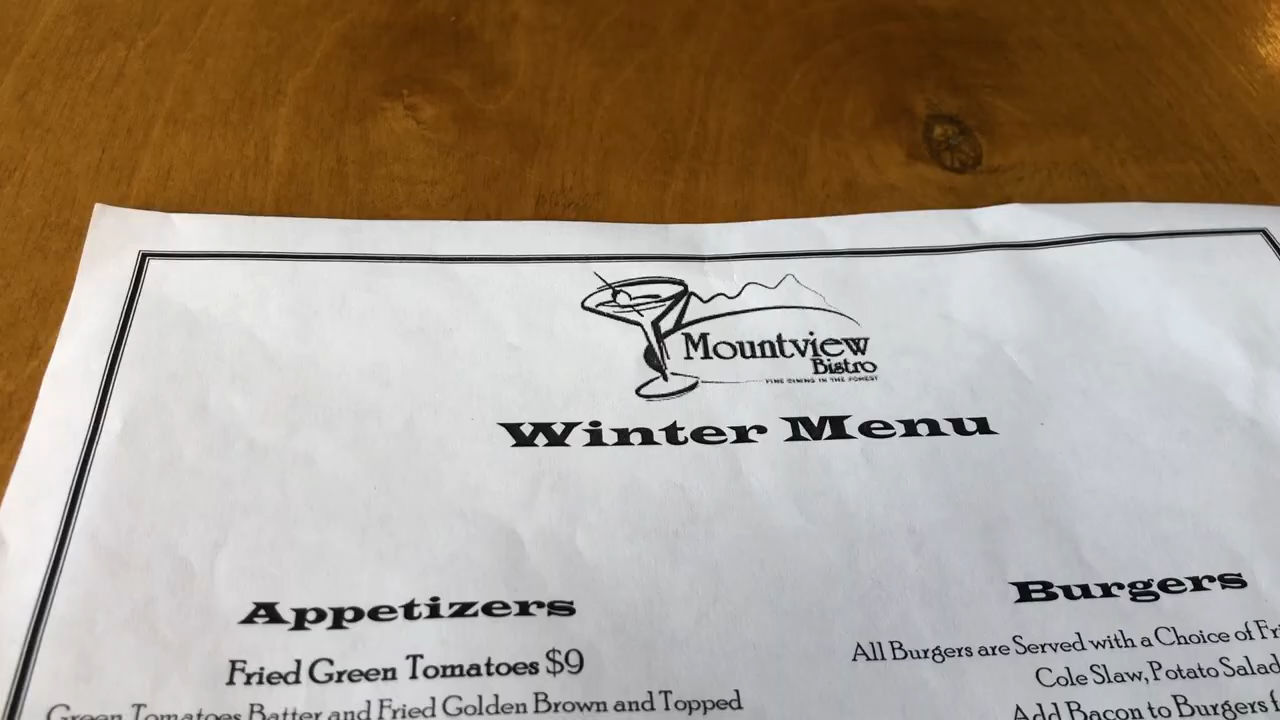 Mountview
Bistro
FINE DINING IN THE FOREST
Winter Menu
Appetizers
Fried Green Tomatoes $9
Green Tomatoes Batter and Fried Golden Brown and Topped
Burgers
All Burgers are Served with a Choice of
Cole Slaw, Potato Salad
Add Bacon to Burgers